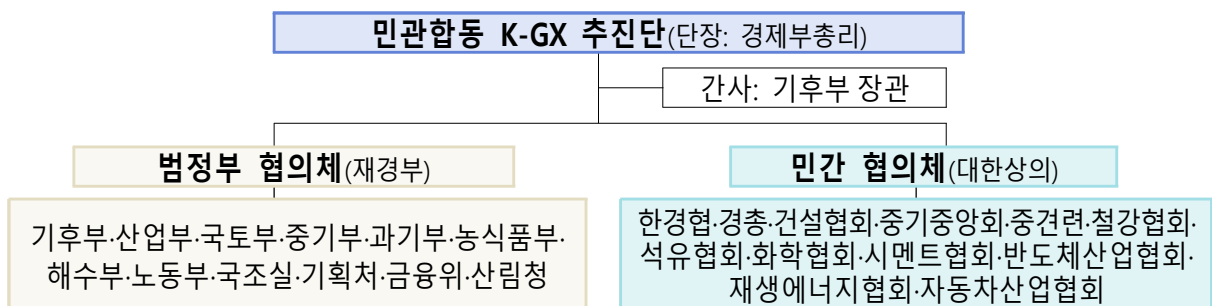 민관합동 K-GX 추진단(단장: 경제부총리)
간사: 기후부 장관
범정부 협의체(재경부)
민간 협의체(대한상의)
기후부·산업부·국토부·중기부·과기부·농식품부·
해수부·노동부·국조실·기획처·금융위·산림청
한경협·경총·건설협회·중기중앙회·중견련·철강협회·
석유협회·화학협회·시멘트협회·반도체산업협회·
재생에너지협회·자동차산업협회